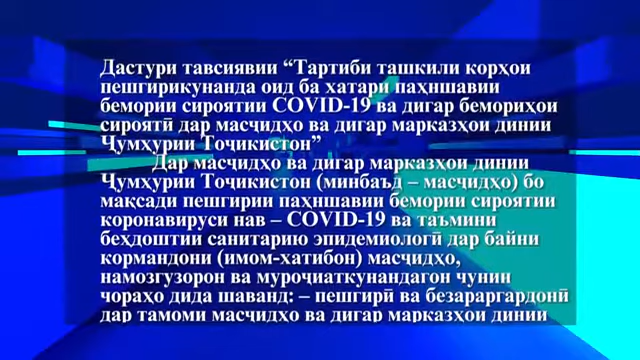 Дастури тавсиявии “Тартиби ташкили корҳои
пешгирикунанда оид ба хатари паҳншавии
бемории сироятии COVID-19 ва дигар бемориҳои
сироятӣ дар масҷидҳо ва дигар марказҳои динии
Ҷумҳурии Тоҷикистон”
Дар масҷидҳо ва дигар марказҳои динии
Ҷумҳурии Тоҷикистон (минбаъд – масҷидҳо) бо
мақсади пешгирии паҳншавии бемории сироятии
коронавируси нав – COVID-19 ва таъмини
беҳдоштии санитарию эпидемиологӣ дар байни
кормандони (имом-хатибон) масҷидҳо,
намозгузорон ва муроҷиаткунандагон чунин
чораҳо дида шаванд: – пешгирӣ ва безараргардонӣ
дар тамоми масҷидҳо ва дигар марказҳои динии